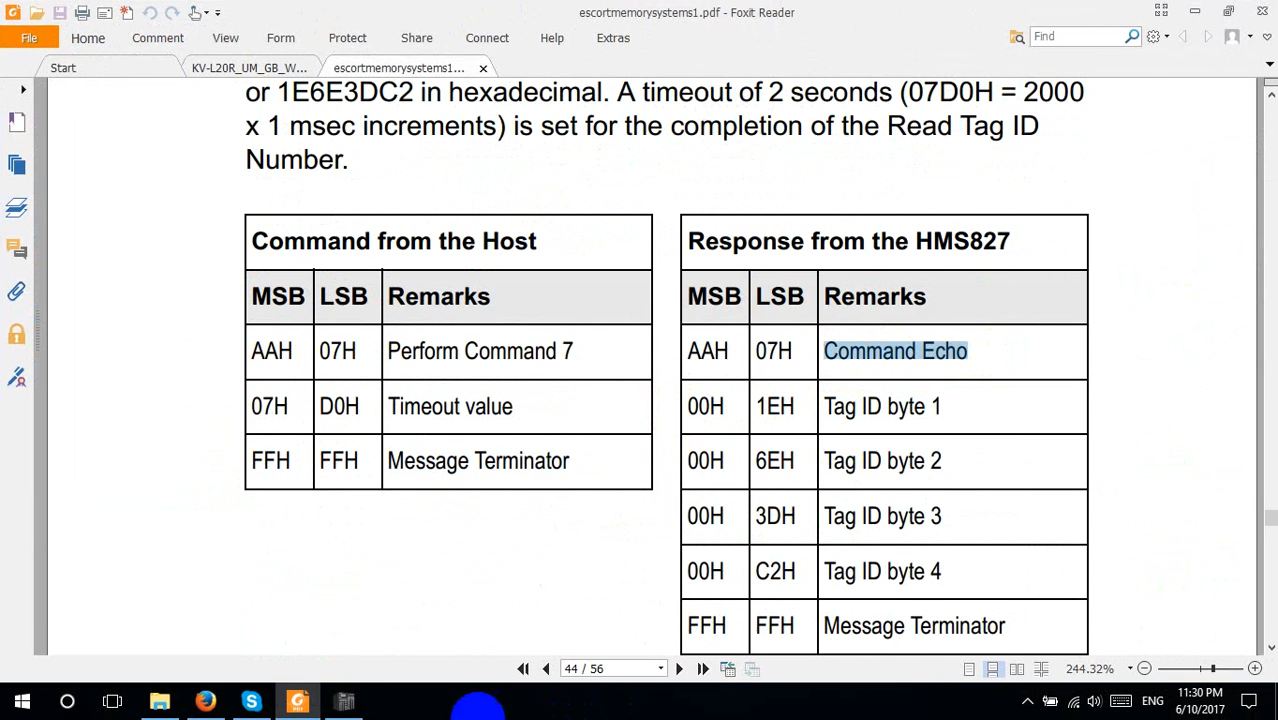 escortmemorysystems1.pdf - Foxit Reader
File Home Comment View Form Protect Share Connect Help Extras Find
Start KV-L20R_UM_GB_W... escortmemorysystems1....
or 1E6E3DC2 in hexadecimal. A timeout of 2 seconds (07D0H = 2000
x 1 msec increments) is set for the completion of the Read Tag ID
Number.
Command from the Host
MSB LSB Remarks
AAH 07H Perform Command 7
07H D0H Timeout value
FFH FFH Message Terminator
Response from the HMS827
MSB LSB Remarks
AAH 07H Command Echo
00H 1EH Tag ID byte 1
00H 6EH Tag ID byte 2
00H 3DH Tag ID byte 3
00H C2H Tag ID byte 4
FFH FFH Message Terminator
44 / 56 244.32%
ENG 11:30 PM
6/10/2017